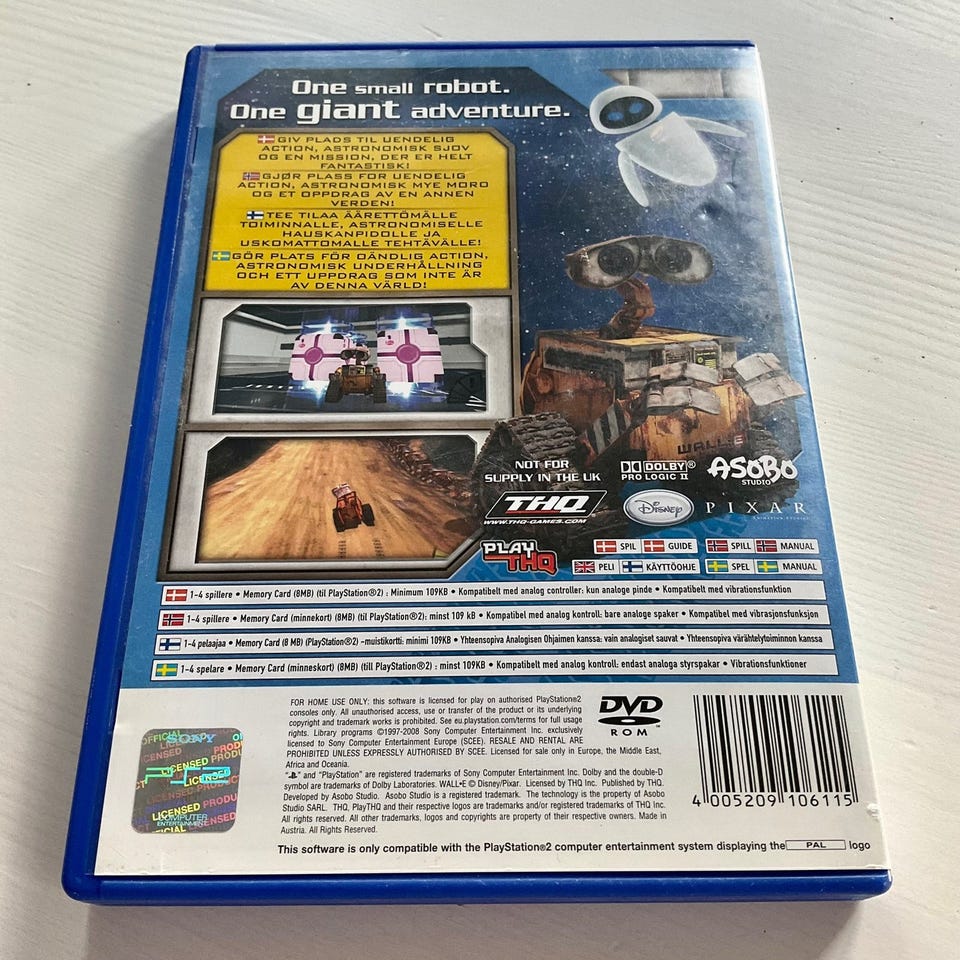 One small robot.
One giant adventure.
GIV PLADS TIL UENDELIG
ACTION, ASTRONOMISK SJOV
OG EN MISSION, DER ER HELT
FANTASTISK!
GJØR PLASS FOR UENDELIG
ACTION, ASTRONOMISK MYE MORO
OG ET OPPDRAG AV EN ANNEN
VERDEN!
TEE TILAA ÄÄRETTÖMÄLLE
TOIMINNALLE, ASTRONOMISELLE
HAUSKANPIDOLLE JA
USKOMATTOMALLE TEHTÄVÄLLE!
GÖR PLATS FÖR OÄNDLIG ACTION,
ASTRONOMISK UNDERHÅLLNING
OCH ETT UPPDRAG SOM INTE ÄR
AV DENNA VÄRLD!
WALL•E
NOT FOR
SUPPLY IN THE UK
DOLBY®
PRO LOGIC II
ASOBO
STUDIO
THQ
WWW.THQ-GAMES.COM
Disney
PIXAR
Animation Studios
PLAY
THQ
SPIL GUIDE SPILL MANUAL
PELI KÄYTTÖOHJE SPEL MANUAL
1-4 spillere • Memory Card (8MB) (til PlayStation®2) : Minimum 109KB • Kompatibelt med analog controller: kun analoge pinde • Kompatibelt med vibrationsfunktion
1-4 spillere • Memory Card (minnekort) (8MB) (til PlayStation®2): minst 109 kB • Kompatibel med analog kontroll: bare analoge spaker • Kompatibel med vibrasjonsfunksjon
1-4 pelaajaa • Memory Card (8 MB) (PlayStation®2) -muistikortti: minimi 109KB • Yhteensopiva Analogisen Ohjaimen kanssa: vain analogiset sauvat • Yhteensopiva värähtelytoiminnon kanssa
1-4 spelare • Memory Card (minneskort) (8MB) (till PlayStation®2) : minst 109KB • Kompatibelt med analog kontroll: endast analoga styrspakar • Vibrationsfunktioner
FOR HOME USE ONLY: this software is licensed for play on authorised PlayStation®2
consoles only. All unauthorised access, use or transfer of the product or its underlying
copyright and trademark works is prohibited. See eu.playstation.com/terms for full usage
rights. Library programs ©1997-2008 Sony Computer Entertainment Inc. exclusively
licensed to Sony Computer Entertainment Europe (SCEE). RESALE AND RENTAL ARE
PROHIBITED UNLESS EXPRESSLY AUTHORISED BY SCEE. Licensed for sale only in Europe, the Middle East,
Africa and Oceania.
"" and "PlayStation" are registered trademarks of Sony Computer Entertainment Inc. Dolby and the double-D
symbol are trademarks of Dolby Laboratories. WALL•E © Disney/Pixar. Licensed by THQ Inc. Published by THQ.
Developed by Asobo Studio. Asobo Studio is a registered trademark. The technology is property of Asobo
Studio SARL. THQ, PlayTHQ and their respective logos are trademarks and/or registered trademarks of THQ Inc.
All rights reserved. All other trademarks, logos and copyrights are property of their respective owners. Made in
Austria. All Rights Reserved.
This software is only compatible with the PlayStation®2 computer entertainment system displaying the PAL logo
DVD
ROM
4 005209 106115
SONY
PS2
LICENSED PRODU
COMPUTER
ENTERTAINMENT